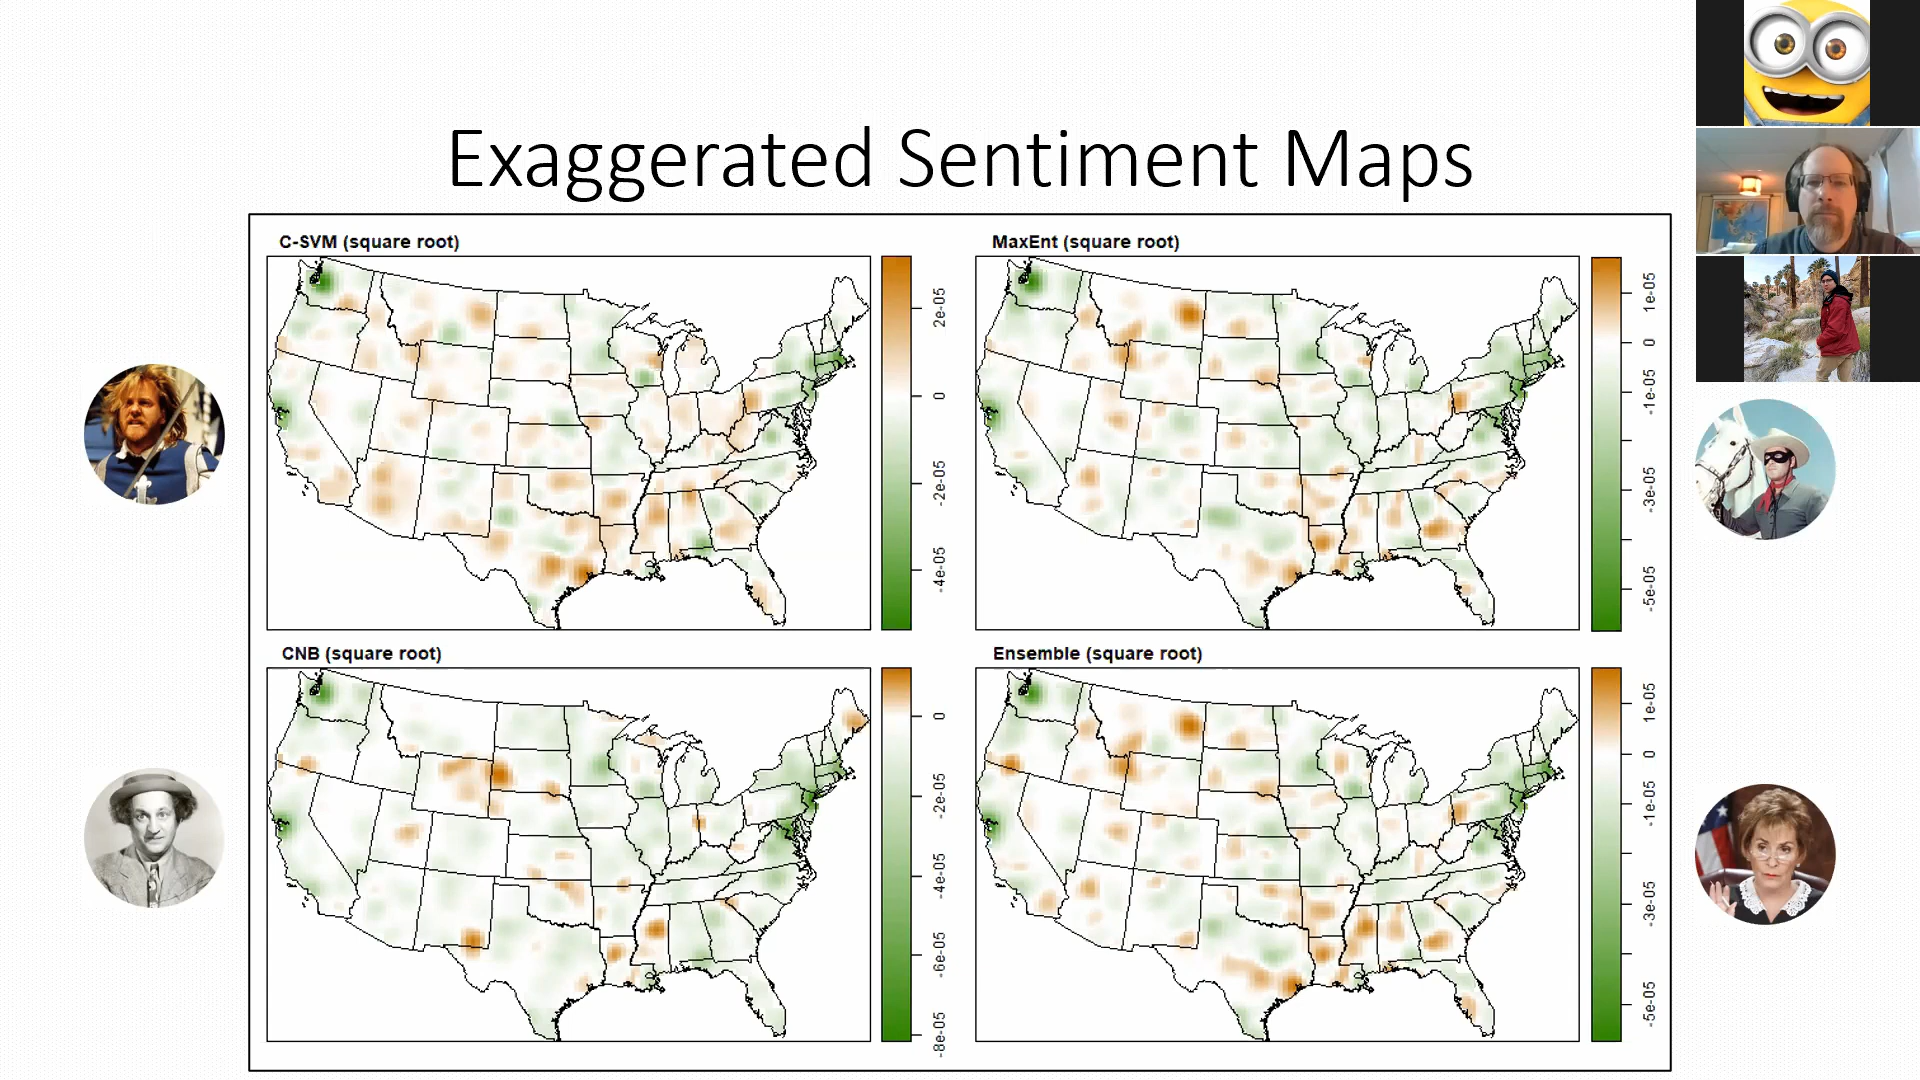 Exaggerated Sentiment Maps
C-SVM (square root)
2e-05
0
-2e-05
-4e-05
MaxEnt (square root)
1e-05
0
-1e-05
-3e-05
-5e-05
CNB (square root)
0
-2e-05
-4e-05
-6e-05
-8e-05
Ensemble (square root)
1e-05
0
-1e-05
-3e-05
-5e-05